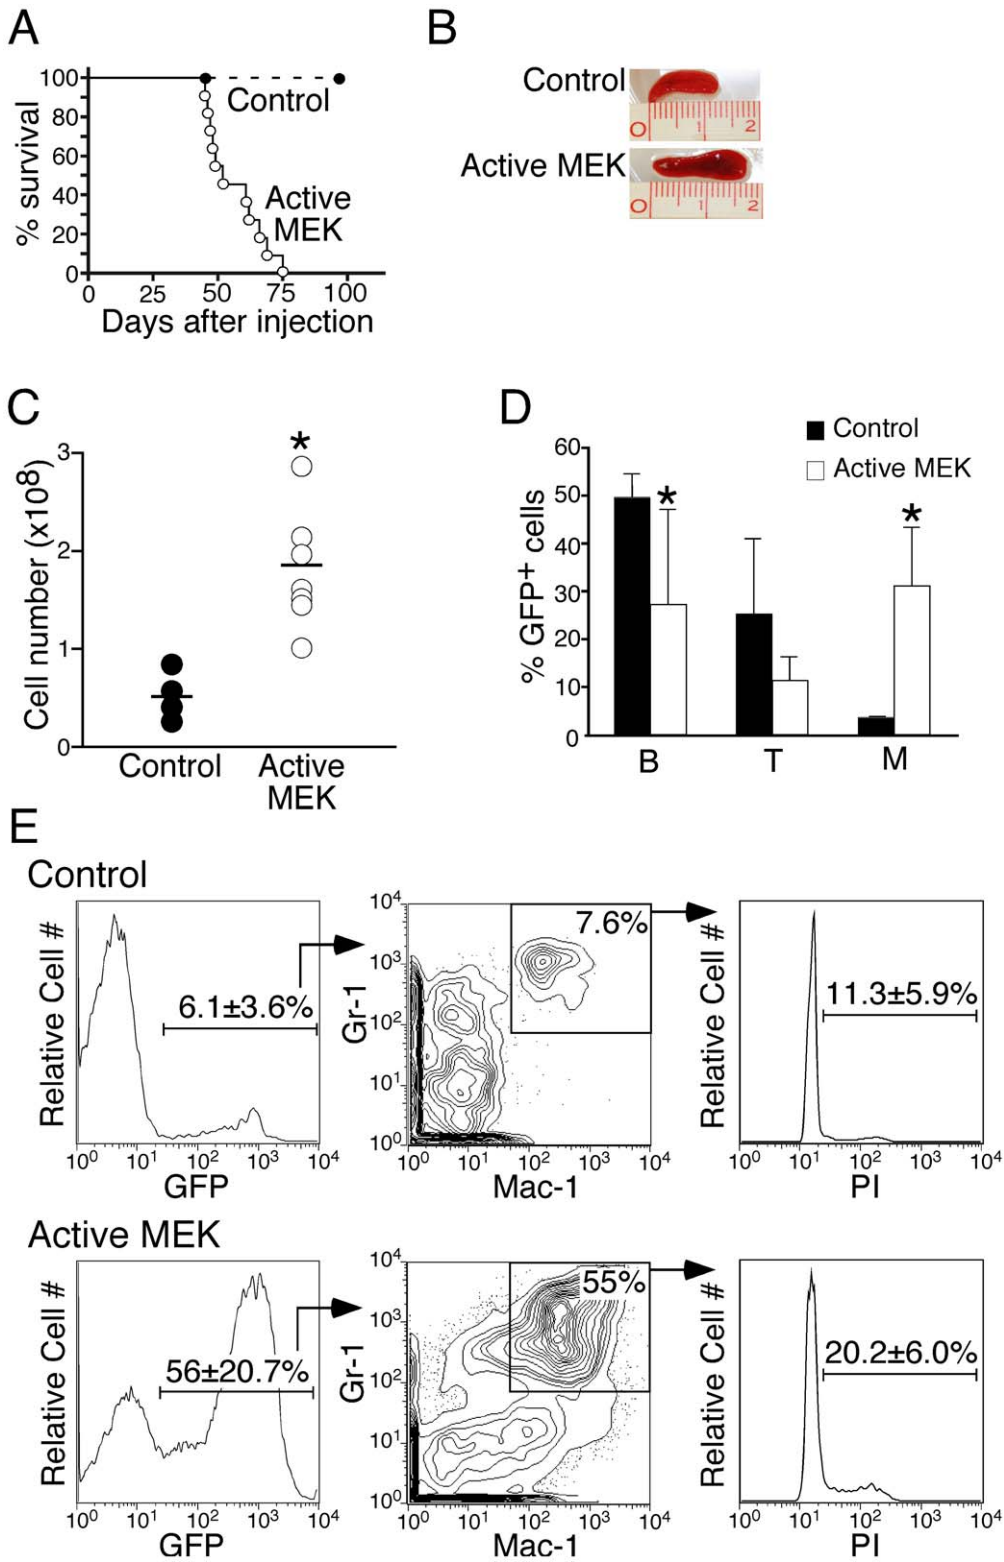 A
100
80
60
40
20
0
% survival
Control
Active
MEK
0 25 50 75 100
Days after injection
B
Control
0 1 2
Active MEK
0 1 2
C
3
2
1
0
Cell number (x10⁸)
*
Control Active
MEK
D
Control
Active MEK
60
50
40
30
20
10
0
% GFP⁺ cells
* *
B T M
E
Control
Relative Cell #
6.1±3.6%
10⁰ 10¹ 10² 10³ 10⁴
GFP
10⁴
10³
10²
10¹
10⁰
Gr-1
7.6%
10⁰ 10¹ 10² 10³ 10⁴
Mac-1
Relative Cell #
11.3±5.9%
10⁰ 10¹ 10² 10³ 10⁴
PI
Active MEK
Relative Cell #
56±20.7%
10⁰ 10¹ 10² 10³ 10⁴
GFP
10⁴
10³
10²
10¹
10⁰
Gr-1
55%
10⁰ 10¹ 10² 10³ 10⁴
Mac-1
Relative Cell #
20.2±6.0%
10⁰ 10¹ 10² 10³ 10⁴
PI